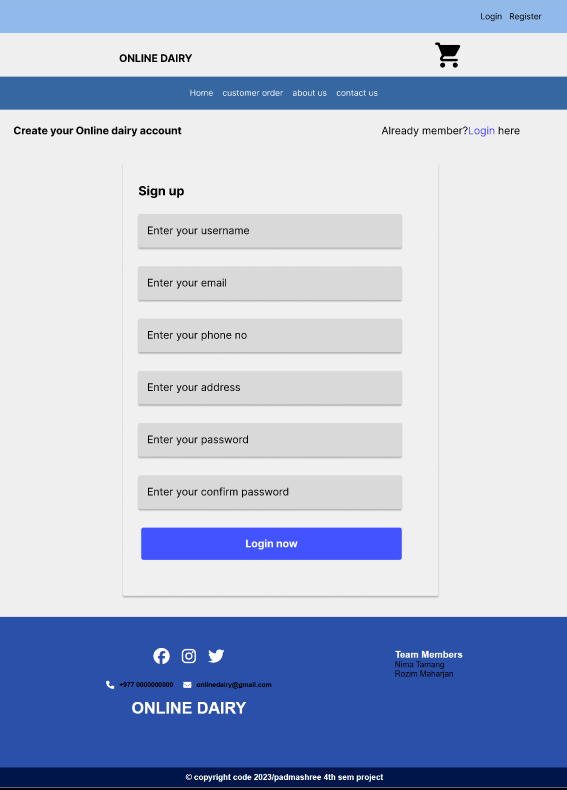 Login Register
ONLINE DAIRY
Home customer order about us contact us
Create your Online dairy account
Already member?Login here
Sign up
Enter your username
Enter your email
Enter your phone no
Enter your address
Enter your password
Enter your confirm password
Login now
+977 0000000000 onlinedairy@gmail.com
ONLINE DAIRY
Team Members
Nima Tamang
Rozim Maharjan
© copyright code 2023/padmashree 4th sem project